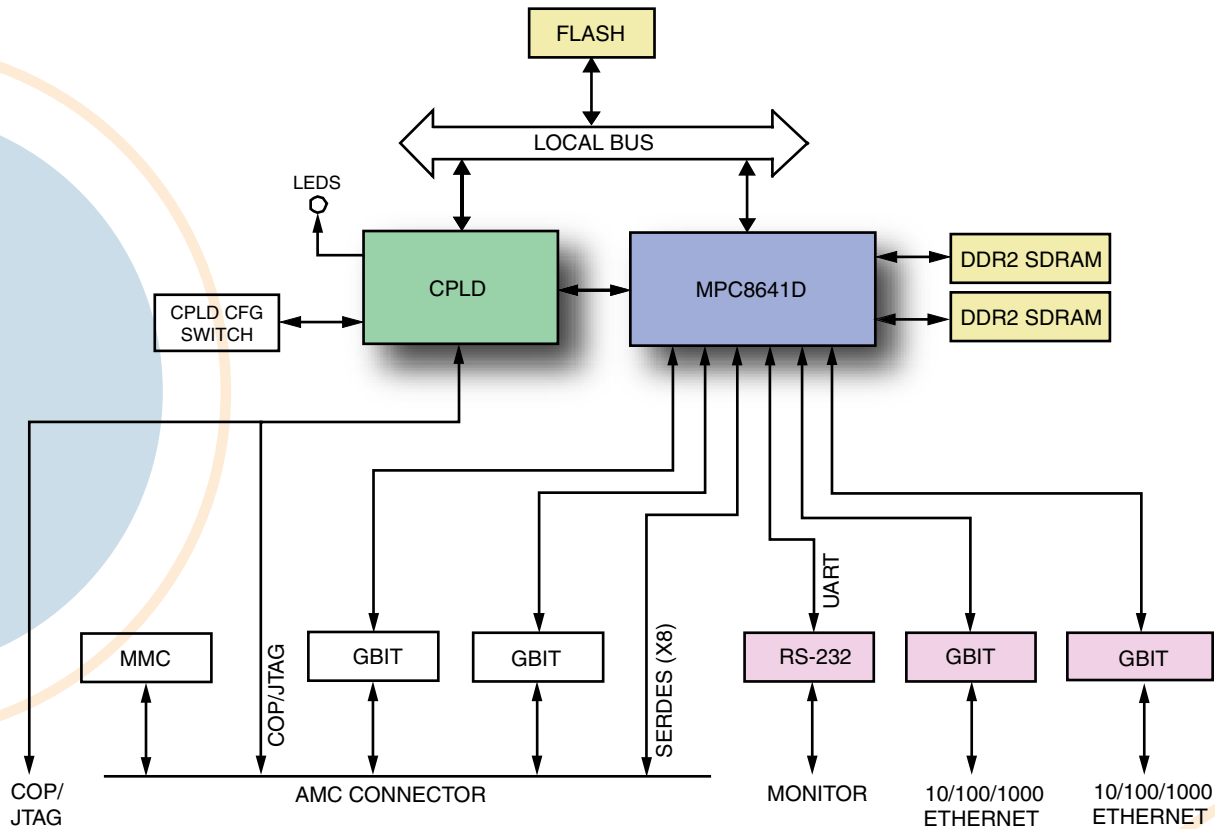 FLASH
LOCAL BUS
LEDS
CPLD
MPC8641D
DDR2 SDRAM
DDR2 SDRAM
CPLD CFG
SWITCH
UART
COP/JTAG
SERDES (X8)
MMC
GBIT
GBIT
RS-232
GBIT
GBIT
COP/
JTAG
AMC CONNECTOR
MONITOR
10/100/1000
ETHERNET
10/100/1000
ETHERNET